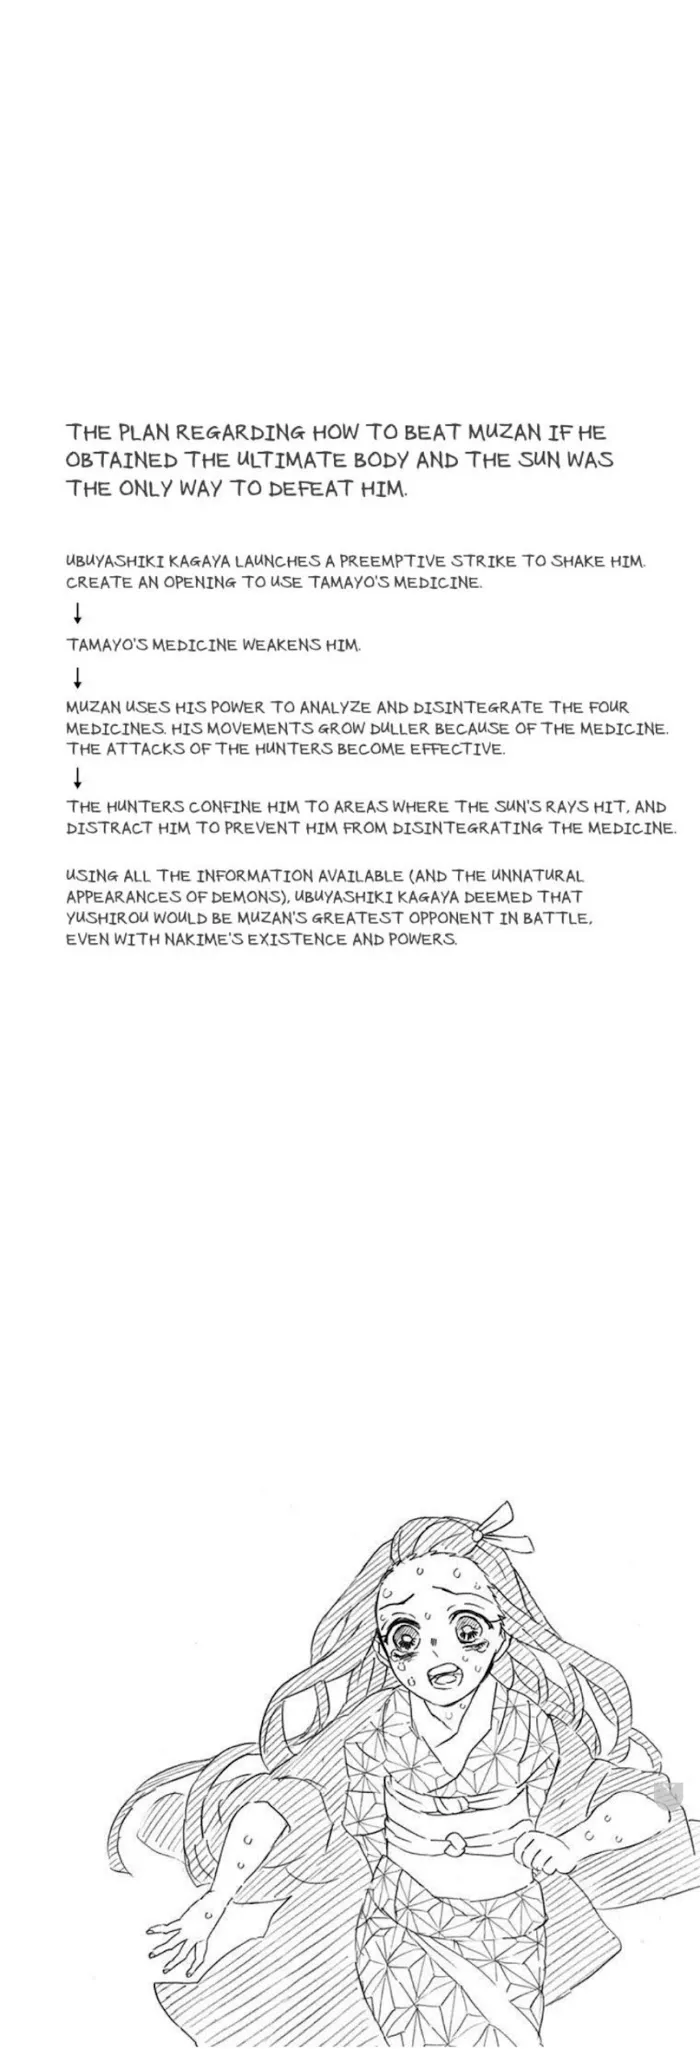 THE PLAN REGARDING HOW TO BEAT MUZAN IF HE
OBTAINED THE ULTIMATE BODY AND THE SUN WAS
THE ONLY WAY TO DEFEAT HIM.
UBUYASHIKI KAGAYA LAUNCHES A PREEMPTIVE STRIKE TO SHAKE HIM.
CREATE AN OPENING TO USE TAMAYO'S MEDICINE.
↓
TAMAYO'S MEDICINE WEAKENS HIM.
↓
MUZAN USES HIS POWER TO ANALYZE AND DISINTEGRATE THE FOUR
MEDICINES. HIS MOVEMENTS GROW DULLER BECAUSE OF THE MEDICINE.
THE ATTACKS OF THE HUNTERS BECOME EFFECTIVE.
↓
THE HUNTERS CONFINE HIM TO AREAS WHERE THE SUN'S RAYS HIT, AND
DISTRACT HIM TO PREVENT HIM FROM DISINTEGRATING THE MEDICINE.
USING ALL THE INFORMATION AVAILABLE (AND THE UNNATURAL
APPEARANCES OF DEMONS), UBUYASHIKI KAGAYA DEEMED THAT
YUSHIROU WOULD BE MUZAN'S GREATEST OPPONENT IN BATTLE,
EVEN WITH NAKIME'S EXISTENCE AND POWERS.